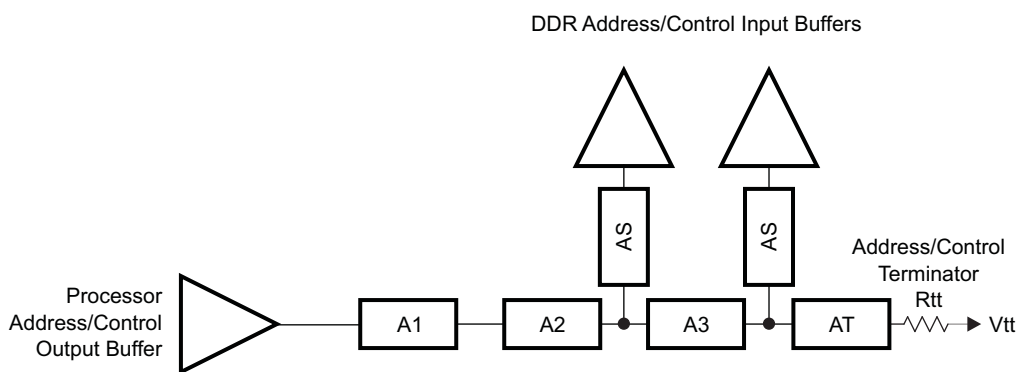 DDR Address/Control Input Buffers
AS
AS
Processor
Address/Control
Output Buffer
A1
A2
A3
AT
Address/Control
Terminator
Rtt
Vtt